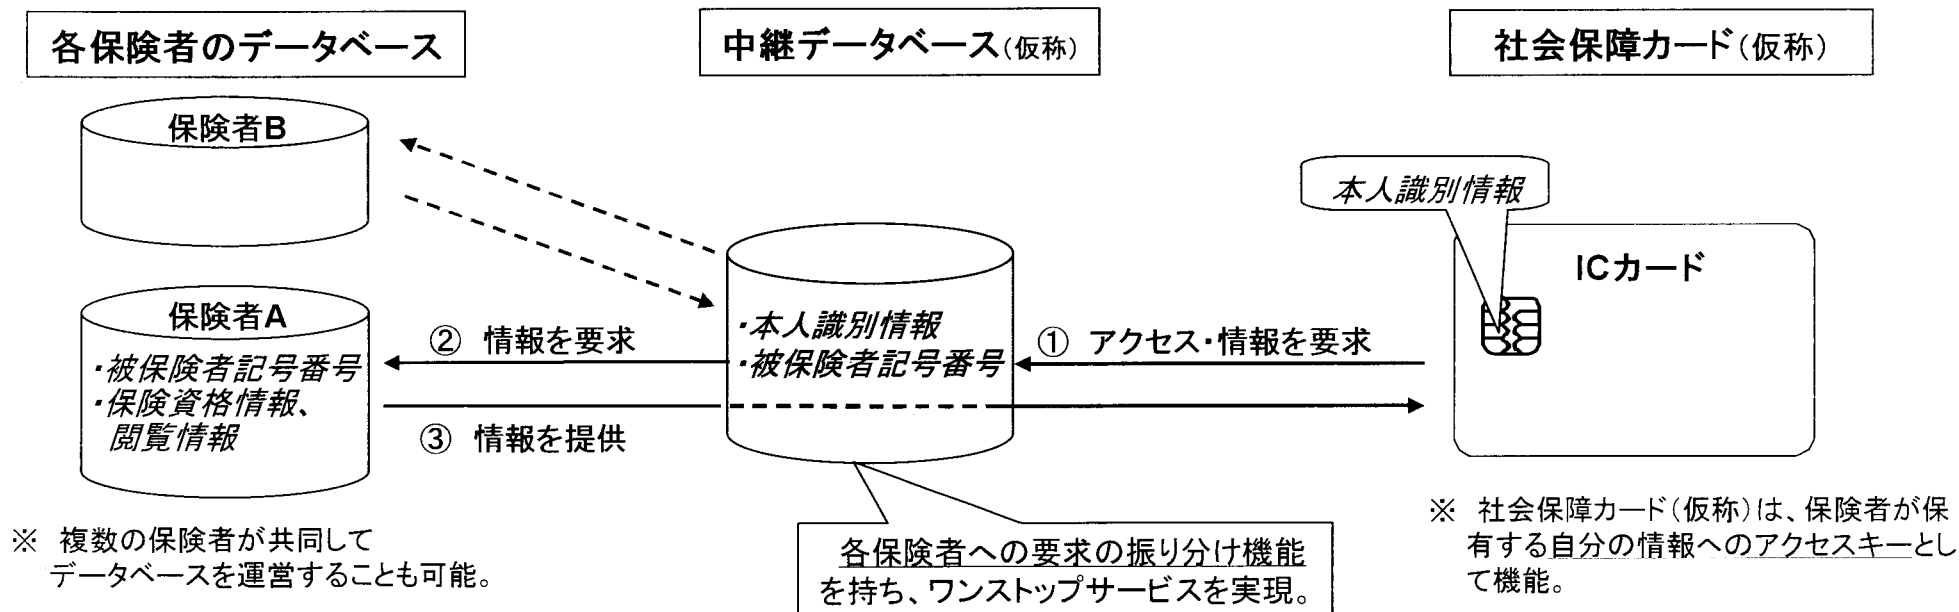 各保険者のデータベース
中継データベース(仮称)
社会保障カード(仮称)
保険者B
本人識別情報
ICカード
保険者A
・被保険者記号番号
・保険資格情報、
閲覧情報
② 情報を要求
③ 情報を提供
・本人識別情報
・被保険者記号番号
① アクセス・情報を要求
※ 複数の保険者が共同して
データベースを運営することも可能。
各保険者への要求の振り分け機能
を持ち、ワンストップサービスを実現。
※ 社会保障カード(仮称)は、保険者が保
有する自分の情報へのアクセスキーとし
て機能。